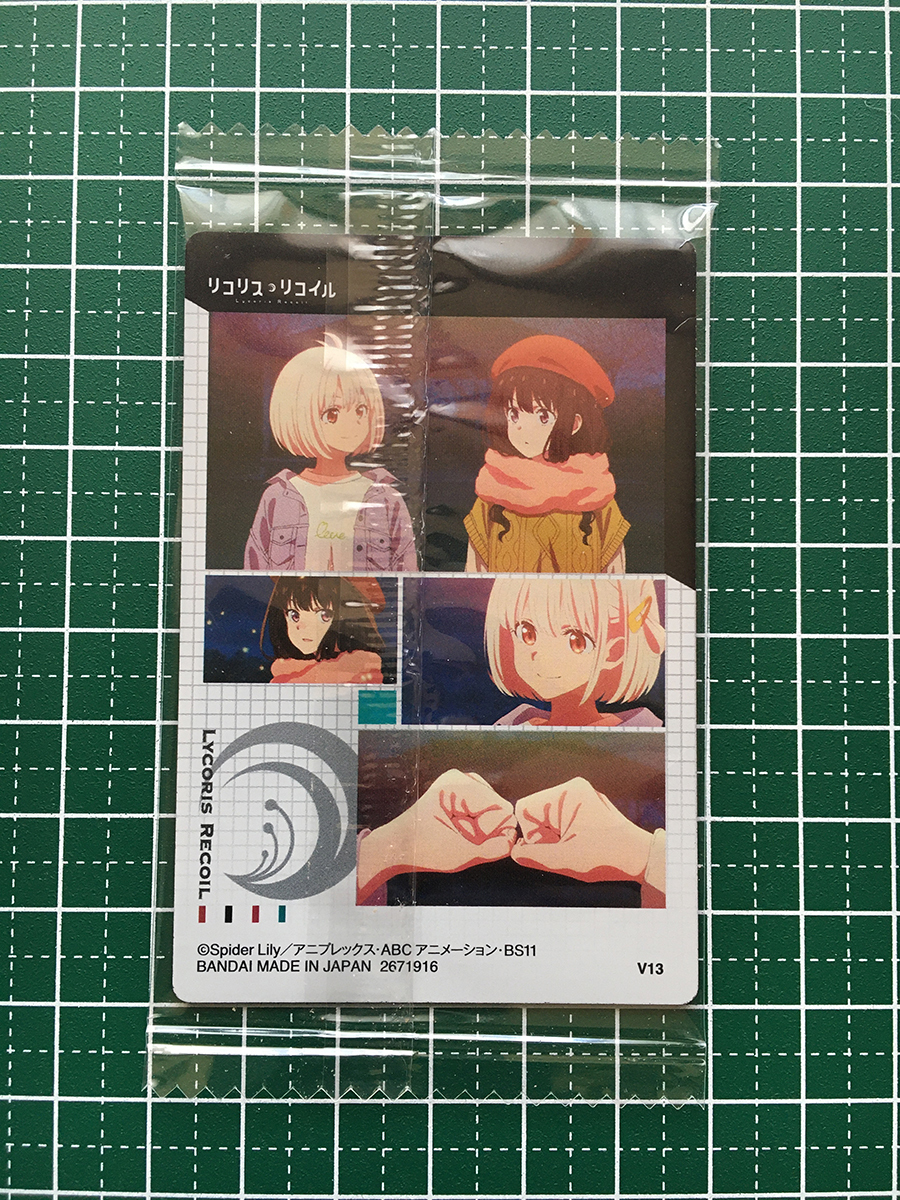 リコリス・リコイル
Lycoris Recoil
Love
LYCORIS RECOIL
©Spider Lily／アニプレックス・ABC アニメーション・BS11
BANDAI MADE IN JAPAN 2671916
V13